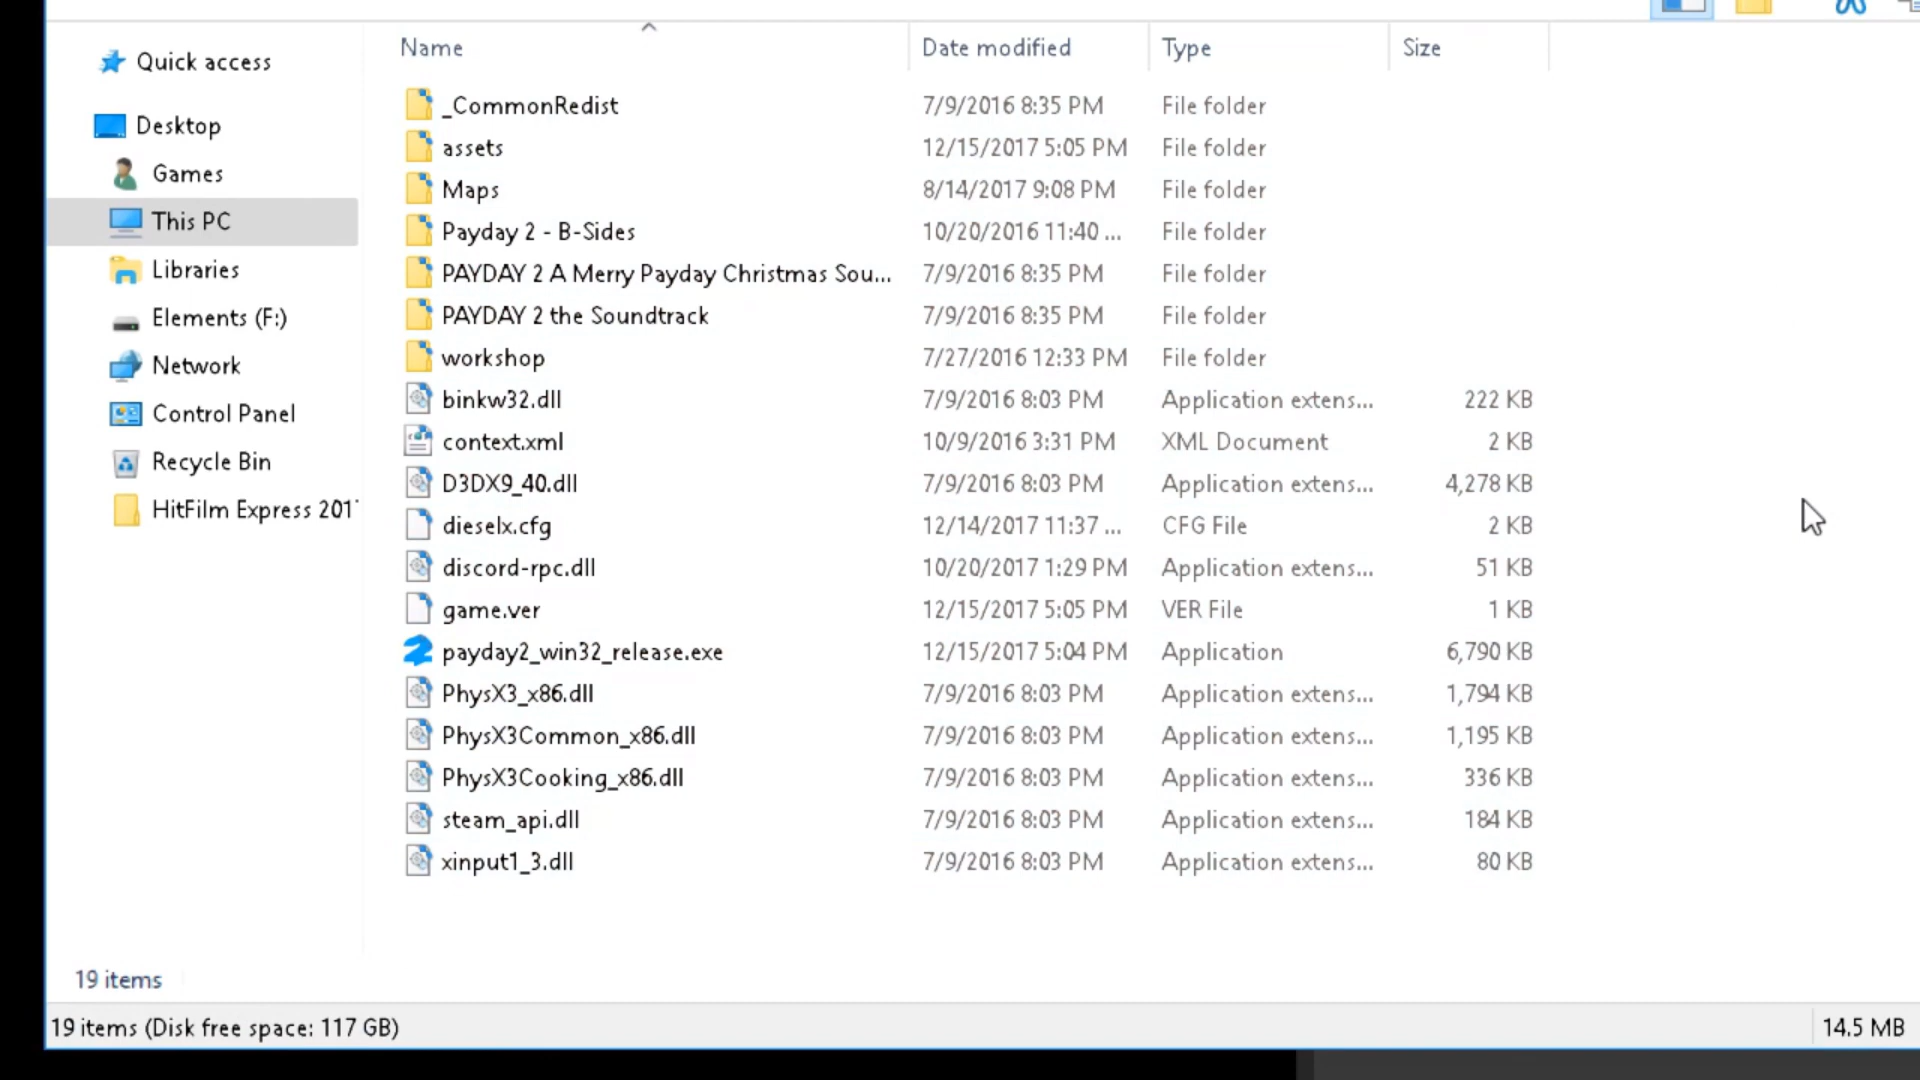 Name Date modified Type Size
Quick access
Desktop
Games
This PC
Libraries
Elements (F:)
Network
Control Panel
Recycle Bin
HitFilm Express 201
_CommonRedist 7/9/2016 8:35 PM File folder
assets 12/15/2017 5:05 PM File folder
Maps 8/14/2017 9:08 PM File folder
Payday 2 - B-Sides 10/20/2016 11:40 ... File folder
PAYDAY 2 A Merry Payday Christmas Sou... 7/9/2016 8:35 PM File folder
PAYDAY 2 the Soundtrack 7/9/2016 8:35 PM File folder
workshop 7/27/2016 12:33 PM File folder
binkw32.dll 7/9/2016 8:03 PM Application extens... 222 KB
context.xml 10/9/2016 3:31 PM XML Document 2 KB
D3DX9_40.dll 7/9/2016 8:03 PM Application extens... 4,278 KB
dieselx.cfg 12/14/2017 11:37 ... CFG File 2 KB
discord-rpc.dll 10/20/2017 1:29 PM Application extens... 51 KB
game.ver 12/15/2017 5:05 PM VER File 1 KB
payday2_win32_release.exe 12/15/2017 5:04 PM Application 6,790 KB
PhysX3_x86.dll 7/9/2016 8:03 PM Application extens... 1,794 KB
PhysX3Common_x86.dll 7/9/2016 8:03 PM Application extens... 1,195 KB
PhysX3Cooking_x86.dll 7/9/2016 8:03 PM Application extens... 336 KB
steam_api.dll 7/9/2016 8:03 PM Application extens... 184 KB
xinput1_3.dll 7/9/2016 8:03 PM Application extens... 80 KB
19 items
19 items (Disk free space: 117 GB) 14.5 MB